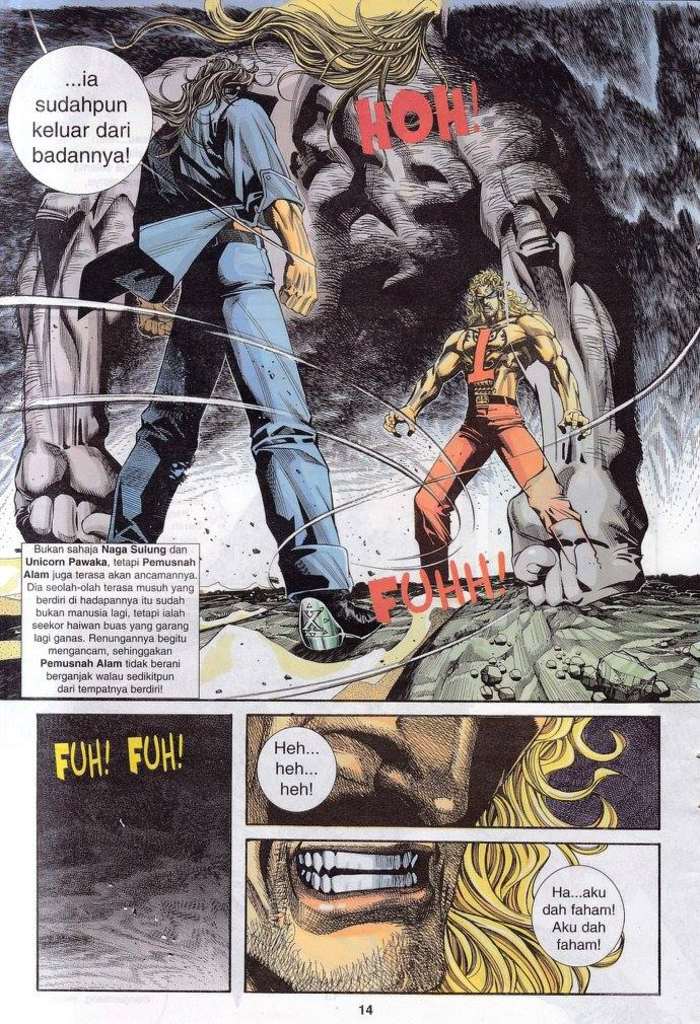 ...ia
sudahpun
keluar dari
badannya!
HOH!
Bukan sahaja Naga Sulung dan
Unicorn Pawaka, tetapi Pemusnah
Alam juga terasa akan ancamannya.
Dia seolah-olah terasa musuh yang
berdiri di hadapannya itu sudah
bukan manusia lagi, tetapi ialah
seekor haiwan buas yang garang
lagi ganas. Renungannya begitu
mengancam, sehinggakan
Pemusnah Alam tidak berani
berganjak walau sedikitpun
dari tempatnya berdiri!
FUHH!
FUH! FUH!
Heh...
heh...
heh!
Ha...aku
dah faham!
Aku dah
faham!
14